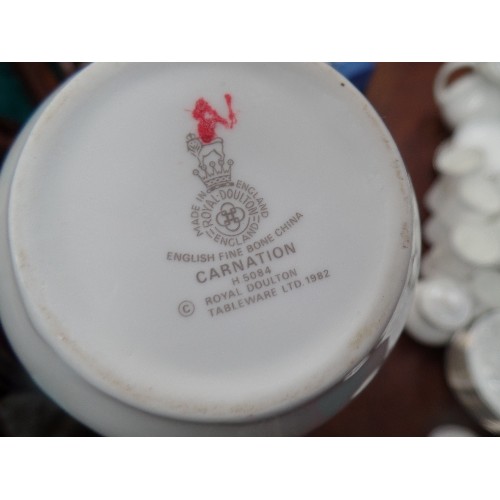 MADE IN ENGLAND
ROYAL DOULTON
ENGLAND
ENGLISH FINE BONE CHINA
CARNATION
H 5084
© ROYAL DOULTON
TABLEWARE LTD. 1982